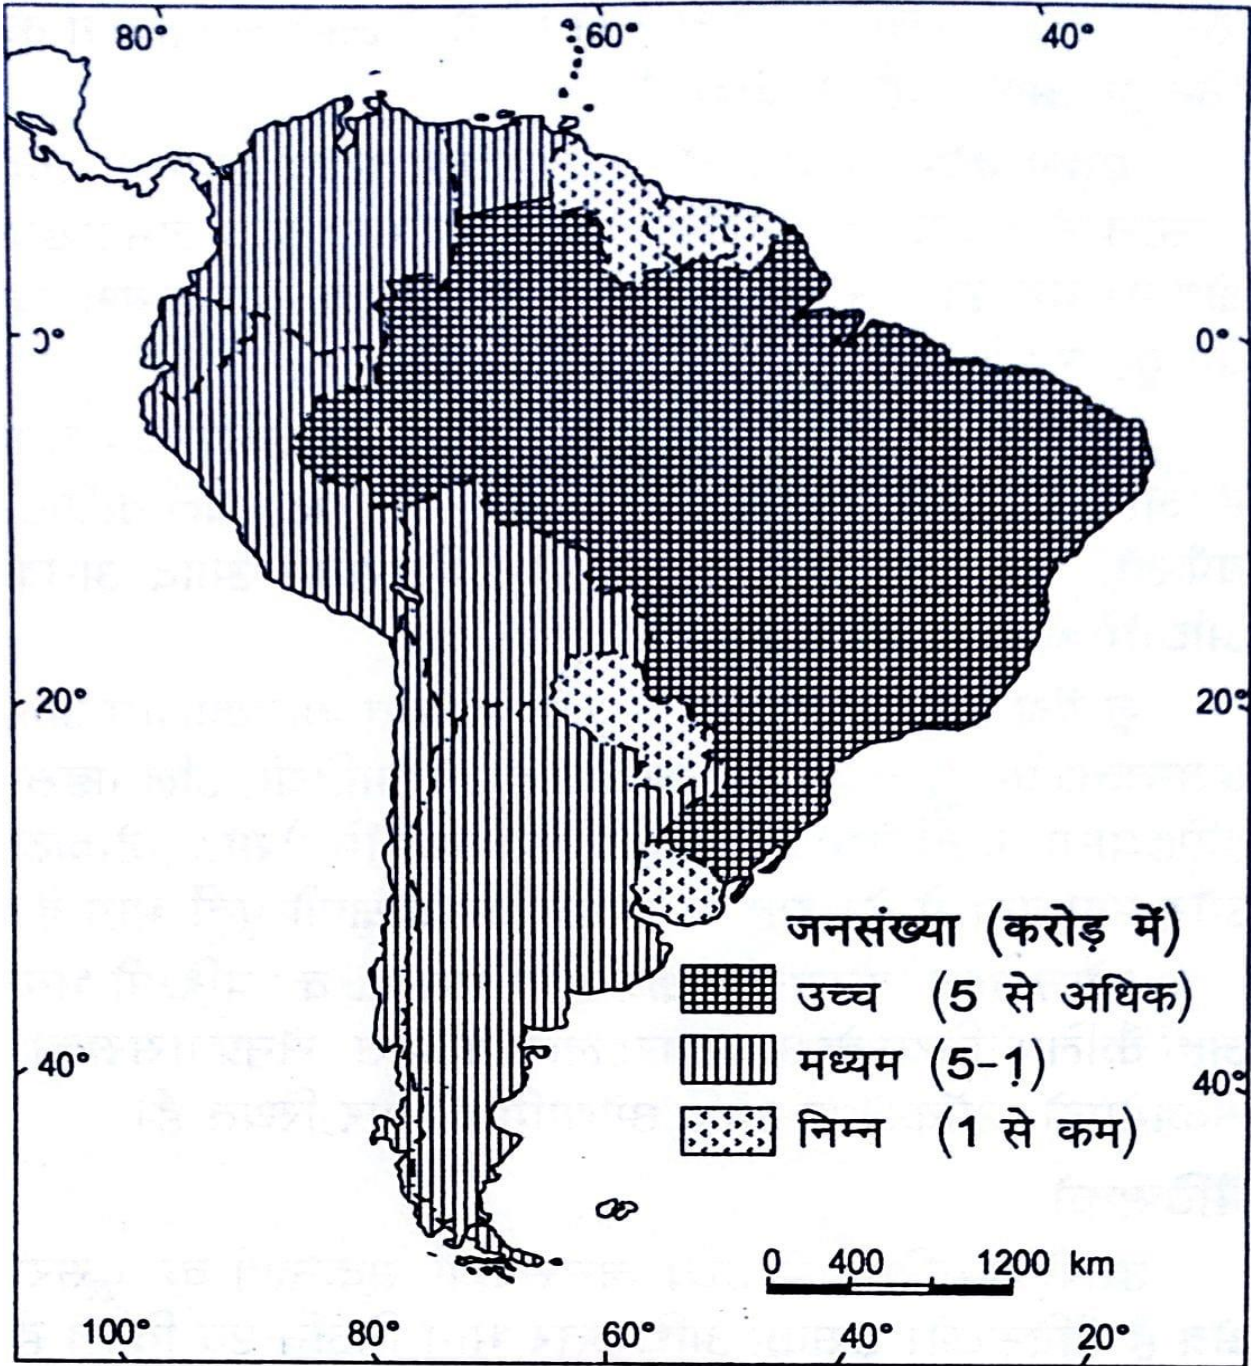 80° 60° 40°
0° 0°
20° 20°
जनसंख्या (करोड़ में)
उच्च (5 से अधिक)
40° मध्यम (5-1) 40°
निम्न (1 से कम)
0 400 1200 km
100° 80° 60° 40° 20°